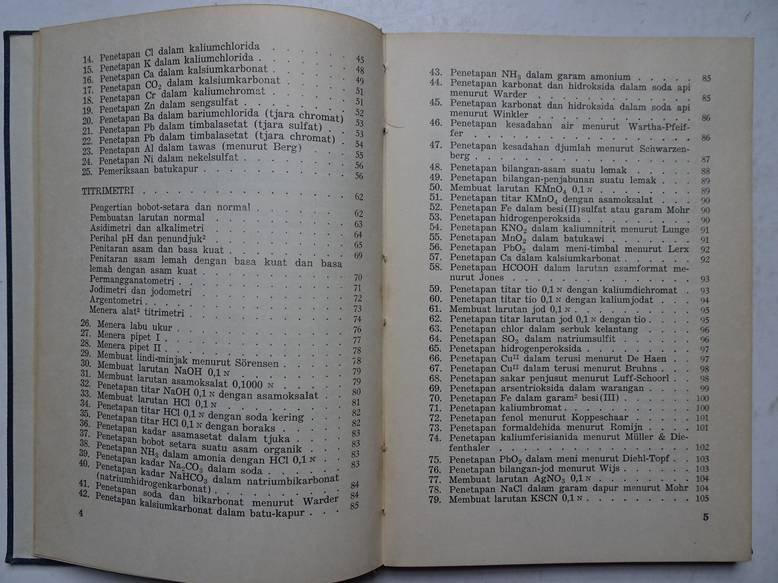 14. Penetapan Cl dalam kaliumchlorida . . . . . . . 45
15. Penetapan K dalam kaliumchlorida . . . . . . . 48
16. Penetapan Ca dalam kalsiumkarbonat . . . . . . 49
17. Penetapan CO2 dalam kalsiumkarbonat . . . . . . 51
18. Penetapan Cr dalam kaliumchromat . . . . . . . 51
19. Penetapan Zn dalam sengsulfat . . . . . . . 52
20. Penetapan Ba dalam bariumchlorida (tjara chromat) 53
21. Penetapan Pb dalam timbalasetat (tjara sulfat) . . 53
22. Penetapan Pb dalam timbalasetat (tjara chromat) . 54
23. Penetapan Al dalam tawas (menurut Berg) . . . . 55
24. Penetapan Ni dalam nekelsulfat . . . . . . . 56
25. Pemeriksaan batukapur . . . . . . . 56
TITRIMETRI . . . . . . . 62
Pengertian bobot-setara dan normal . . . . . . . 62
Pembuatan larutan normal . . . . . . . 63
Asidimetri dan alkalimetri . . . . . . . 64
Perihal pH dan penundjuk² . . . . . . . 65
Penitaran asam dan basa kuat . . . . . . . 69
Penitaran asam lemah dengan basa kuat dan basa
lemah dengan asam kuat . . . . . . . 70
Permangganatometri . . . . . . . 71
Jodimetri dan jodometri . . . . . . . 72
Argentometri . . . . . . . 73
Menera alat² titrimetri . . . . . . . 74
26. Menera labu ukur . . . . . . . 76
27. Menera pipet I . . . . . . . 77
28. Menera pipet II . . . . . . . 78
29. Membuat lindi-minjak menurut Sörensen . . . . 78
30. Membuat larutan NaOH 0,1 N . . . . . . . 79
31. Membuat larutan asamoksalat 0,1000 N . . . . . 79
32. Penetapan titar NaOH 0,1 N dengan asamoksalat . 80
33. Membuat larutan HCl 0,1 N . . . . . . . 81
34. Penetapan titar HCl 0,1 N dengan soda kering . . 82
35. Penetapan titar HCl 0,1 N dengan boraks . . . . 83
36. Penetapan kadar asamasetat dalam tjuka . . . . 83
37. Penetapan bobot setara suatu asam organik . . . 83
38. Penetapan NH3 dalam amonia dengan HCl 0,1 N . 83
39. Penetapan kadar Na2CO3 dalam soda . . . . . 83
40. Penetapan kadar NaHCO3 dalam natriumbikarbonat
(natriumhidrogenkarbonat) . . . . . . . 84
41. Penetapan soda dan bikarbonat menurut Warder 84
42. Penetapan kalsiumkarbonat dalam batu-kapur . . . 85
4
43. Penetapan NH3 dalam garam amonium . . . . . 85
44. Penetapan karbonat dan hidroksida dalam soda api
menurut Warder . . . . . . . 85
45. Penetapan karbonat dan hidroksida dalam soda api
menurut Winkler . . . . . . . 86
46. Penetapan kesadahan air menurut Wartha-Pfeif-
fer . . . . . . . 86
47. Penetapan kesadahan djumlah menurut Schwarzen-
berg . . . . . . . 87
48. Penetapan bilangan-asam suatu lemak . . . . . 88
49. Penetapan bilangan-penjabunan suatu lemak . . . 89
50. Membuat larutan KMnO4 0,1 N . . . . . . . 89
51. Penetapan titar KMnO4 dengan asamoksalat . . . 90
52. Penetapan Fe dalam besi(II)sulfat atau garam Mohr 90
53. Penetapan hidrogenperoksida . . . . . . . 90
54. Penetapan KNO2 dalam kaliumnitrit menurut Lunge 91
55. Penetapan MnO2 dalam batukawi . . . . . . . 91
56. Penetapan PbO2 dalam meni-timbal menurut Lerx 92
57. Penetapan Ca dalam kalsiumkarbonat . . . . . 92
58. Penetapan HCOOH dalam larutan asamformat me-
nurut Jones . . . . . . . 93
59. Penetapan titar tio 0,1 N dengan kaliumdichromat . 93
60. Penetapan titar tio 0,1 N dengan kaliumjodat . . 94
61. Membuat larutan jod 0,1 N . . . . . . . 95
62. Penetapan titar larutan jod 0,1 N dengan tio . . . 95
63. Penetapan chlor dalam serbuk kelantang . . . . 96
64. Penetapan SO2 dalam natriumsulfit . . . . . . 96
65. Penetapan hidrogenperoksida . . . . . . . 97
66. Penetapan CuII dalam terusi menurut De Haen . . 97
67. Penetapan CuII dalam terusi menurut Bruhns . . . 98
68. Penetapan sakar penjusut menurut Luff-Schoorl . . 98
69. Penetapan arsentrioksida dalam warangan . . . . 99
70. Penetapan Fe dalam garam² besi(III) . . . . . 100
71. Penetapan kaliumbromat . . . . . . . 100
72. Penetapan fenol menurut Koppeschaar . . . . . 101
73. Penetapan formaldehida menurut Romijn . . . . 101
74. Penetapan kaliumferisianida menurut Müller & Die-
fenthaler . . . . . . . 102
75. Penetapan PbO2 dalam meni menurut Diehl-Topf . 103
76. Penetapan bilangan-jod menurut Wijs . . . . . 103
77. Membuat larutan AgNO3 0,1 N . . . . . . . 104
78. Penetapan NaCl dalam garam dapur menurut Mohr 104
79. Membuat larutan KSCN 0,1 N . . . . . . . 105
5